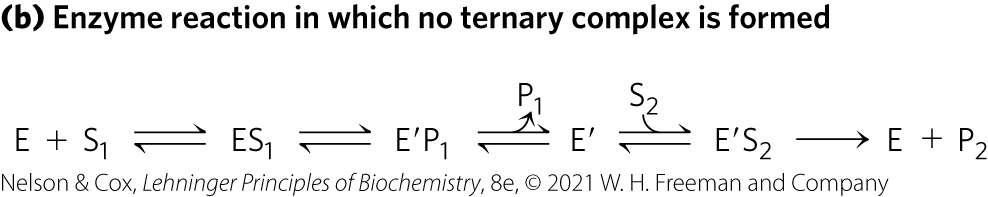 (b) Enzyme reaction in which no ternary complex is formed
P₁ S₂
E + S₁ ⇌ ES₁ ⇌ E′P₁ ⇌ E′ ⇌ E′S₂ ⟶ E + P₂
Nelson & Cox, Lehninger Principles of Biochemistry, 8e, © 2021 W. H. Freeman and Company